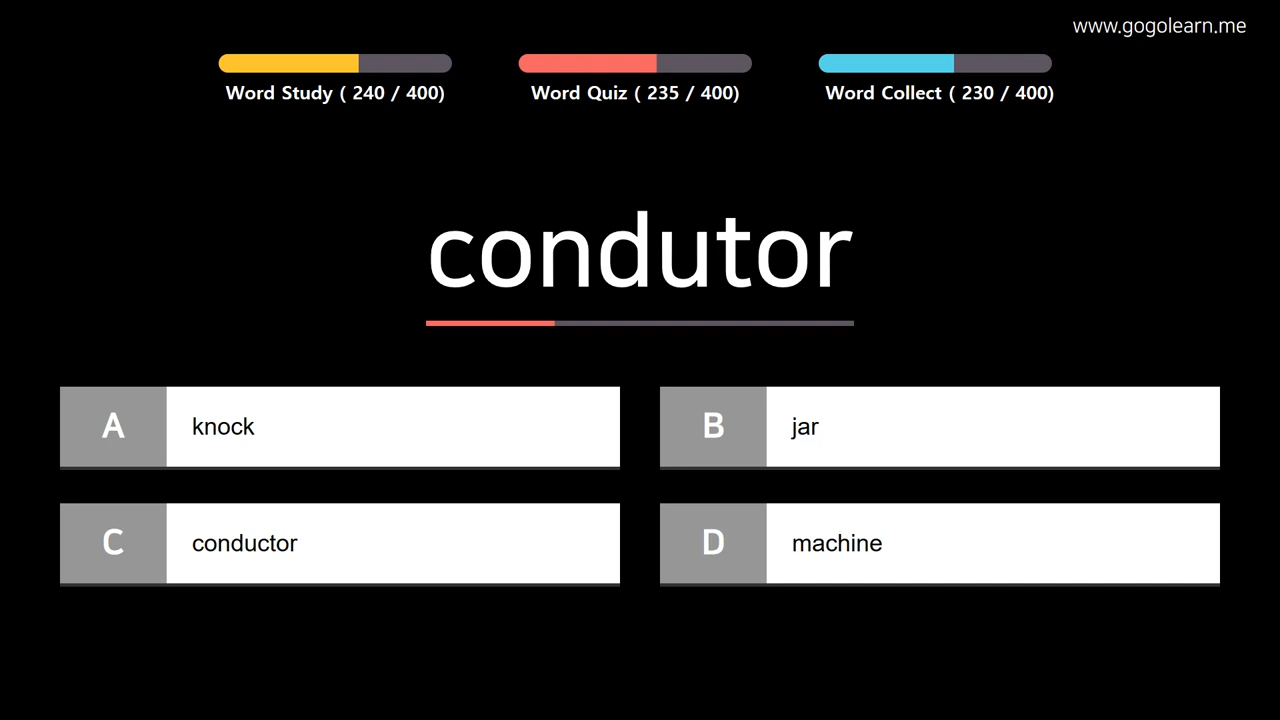 www.gogolearn.me
Word Study ( 240 / 400)
Word Quiz ( 235 / 400)
Word Collect ( 230 / 400)
condutor
A knock
B jar
C conductor
D machine